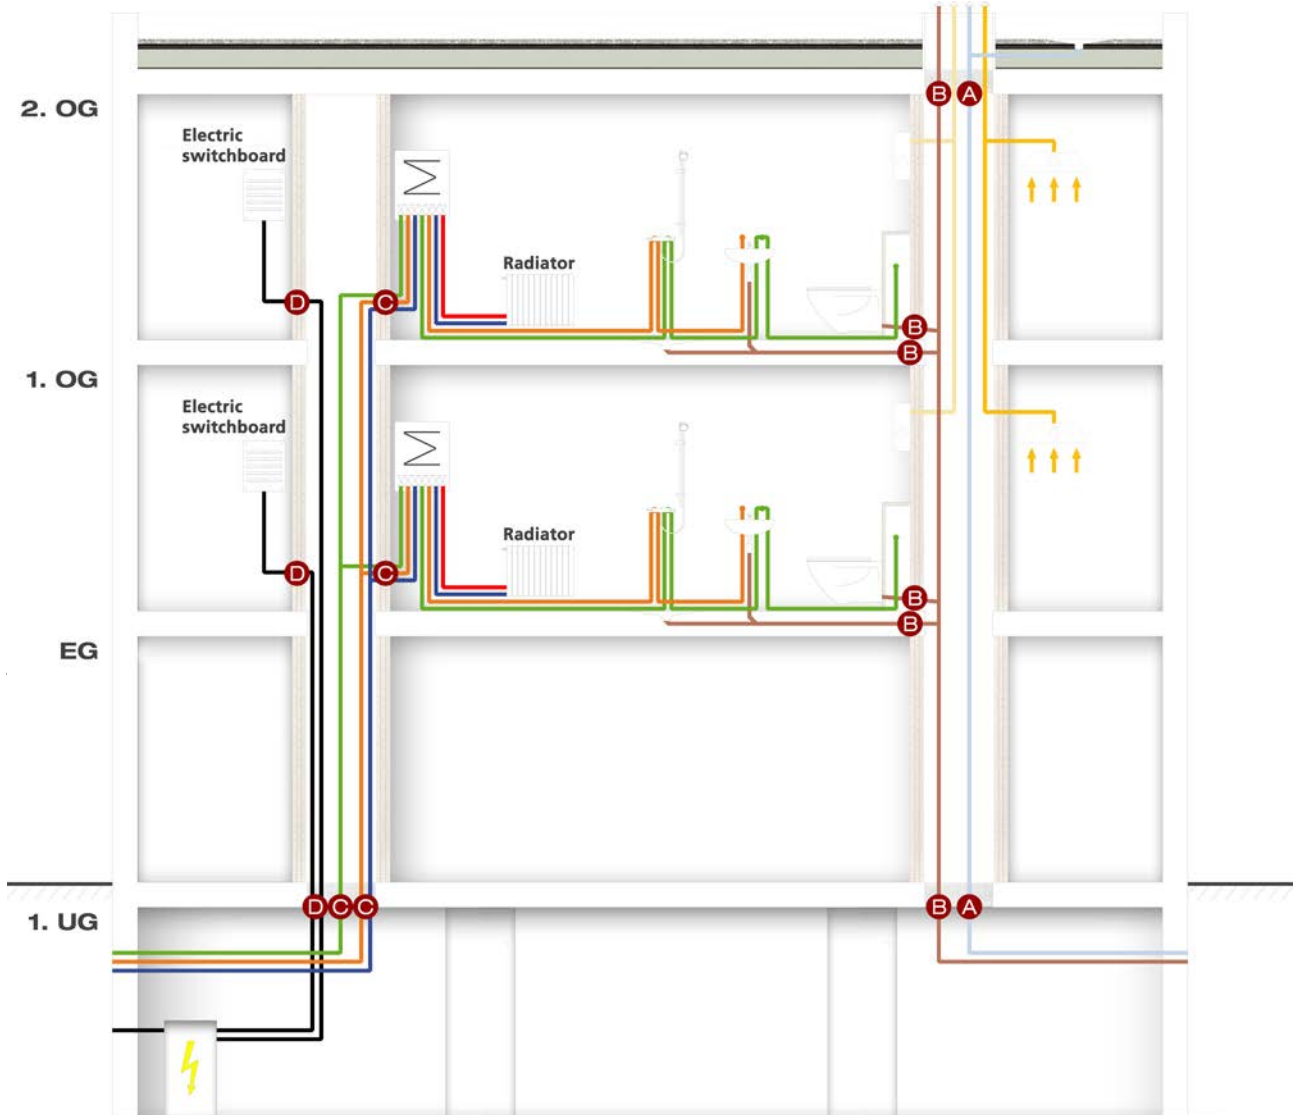 2. OG
B
A
Electric
switchboard
M
Radiator
D
C
B
B
1. OG
Electric
switchboard
M
Radiator
D
C
B
B
EG
D
C
C
B
A
1. UG